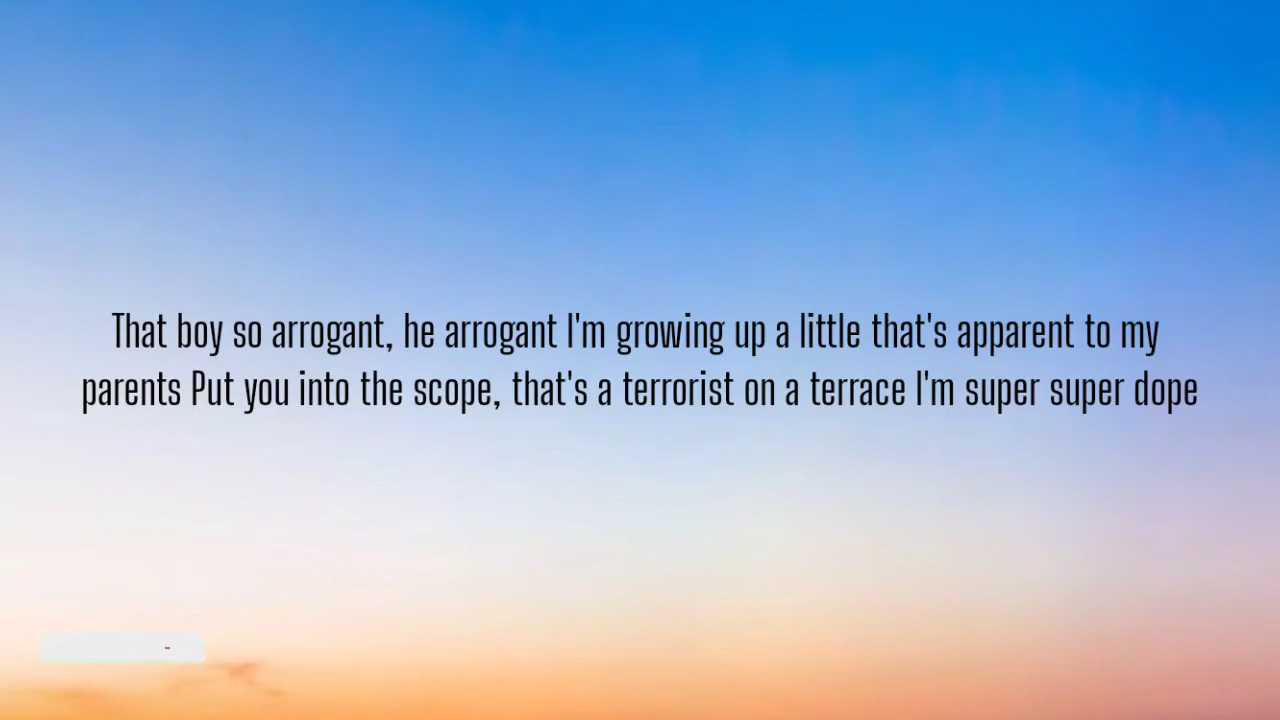 That boy so arrogant, he arrogant I'm growing up a little that's apparent to my
parents Put you into the scope, that's a terrorist on a terrace I'm super super dope